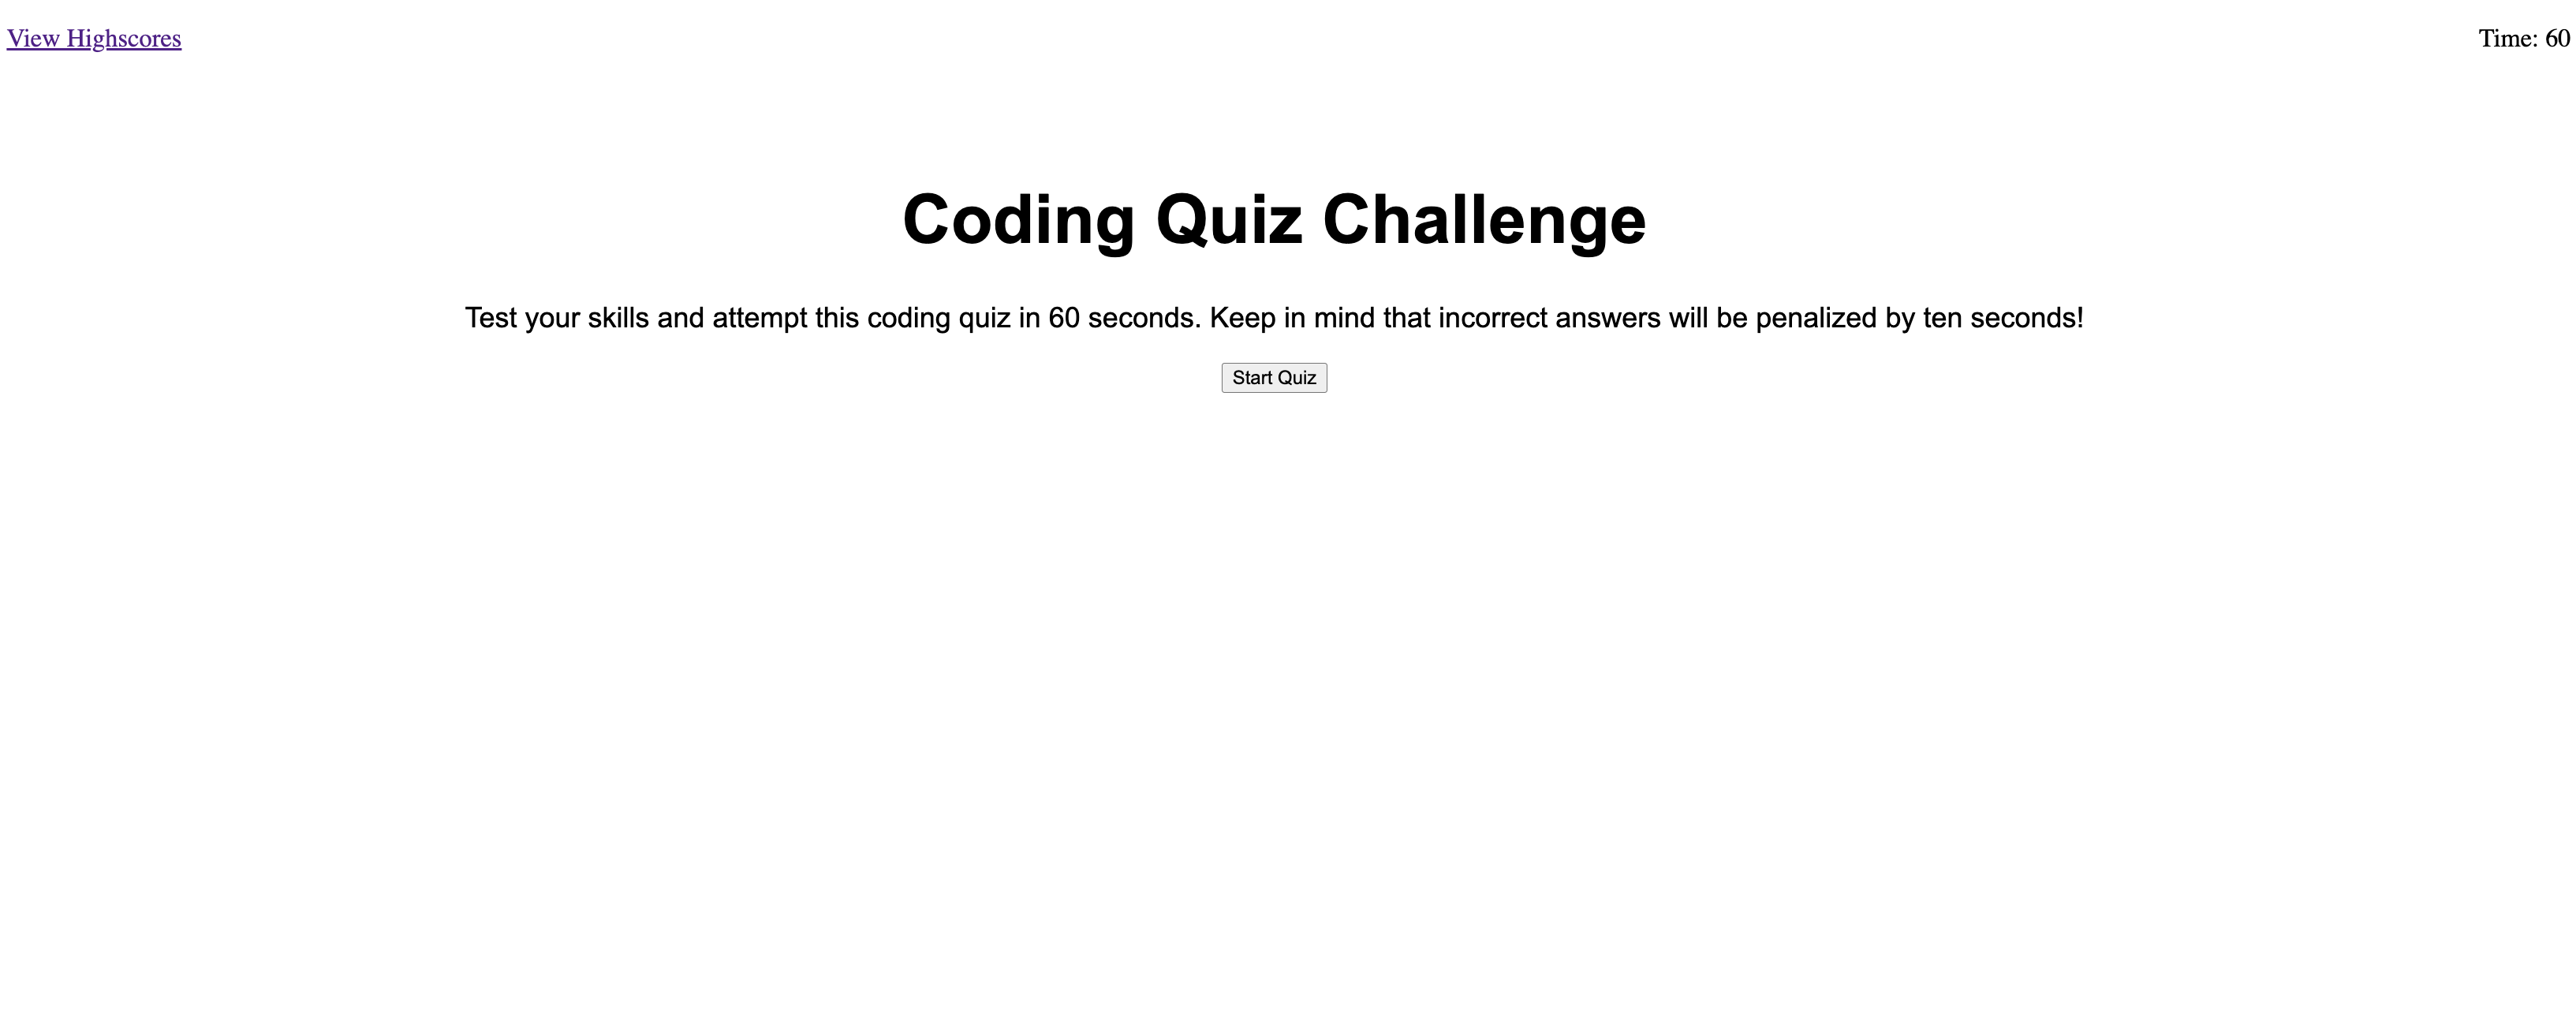 View Highscores
Time: 60
Coding Quiz Challenge
Test your skills and attempt this coding quiz in 60 seconds. Keep in mind that incorrect answers will be penalized by ten seconds!
Start Quiz